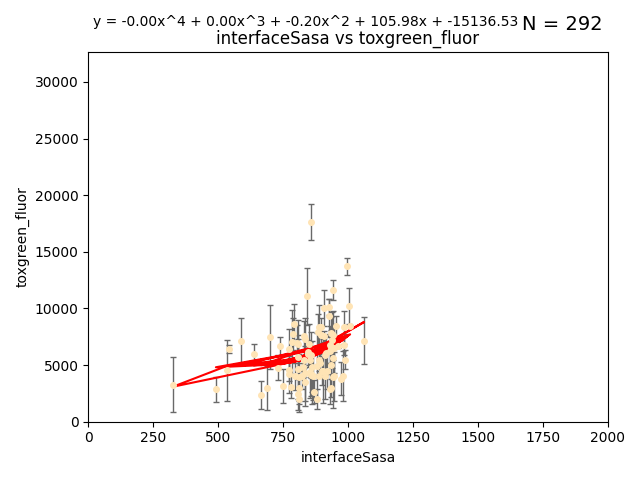 y = -0.00x^4 + 0.00x^3 + -0.20x^2 + 105.98x + -15136.53 N = 292
interfaceSasa vs toxgreen_fluor
30000
25000
20000
15000
10000
5000
0
toxgreen_fluor
0 250 500 750 1000 1250 1500 1750 2000
interfaceSasa